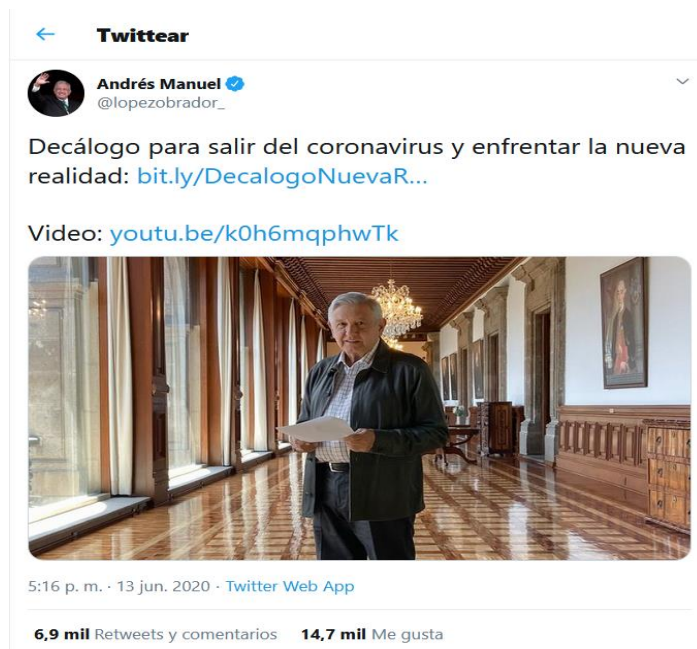 Twittear
Andrés Manuel
@lopezobrador_
Decálogo para salir del coronavirus y enfrentar la nueva
realidad: bit.ly/DecalogoNuevaR...
Video: youtu.be/k0h6mqphwTk
5:16 p. m. · 13 jun. 2020 · Twitter Web App
6,9 mil Retweets y comentarios 14,7 mil Me gusta